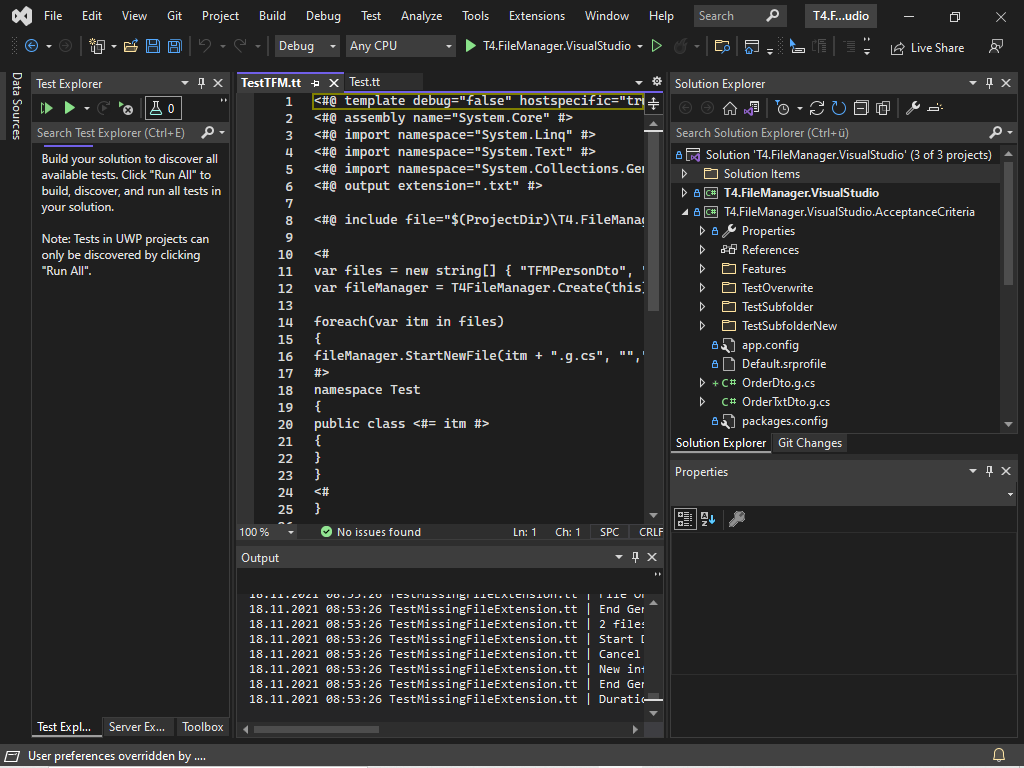 File Edit View Git Project Build Debug Test Analyze Tools Extensions Window Help Search T4.F...udio
Debug Any CPU T4.FileManager.VisualStudio Live Share
Data Sources
Test Explorer
0
Search Test Explorer (Ctrl+E)
Build your solution to discover all
available tests. Click "Run All" to
build, discover, and run all tests in
your solution.
Note: Tests in UWP projects can
only be discovered by clicking
"Run All".
Test Expl... Server Ex... Toolbox
TestTFM.tt Test.tt
1 <#@ template debug="false" hostspecific="tr
2 <#@ assembly name="System.Core" #>
3 <#@ import namespace="System.Linq" #>
4 <#@ import namespace="System.Text" #>
5 <#@ import namespace="System.Collections.Ge
6 <#@ output extension=".txt" #>
7
8 <#@ include file="$(ProjectDir)\T4.FileMana
9
10 <#
11 var files = new string[] { "TFMPersonDto",
12 var fileManager = T4FileManager.Create(this
13
14 foreach(var itm in files)
15 {
16 fileManager.StartNewFile(itm + ".g.cs", "",
17 #>
18 namespace Test
19 {
20 public class <#= itm #>
21 {
22 }
23 }
24 <#
25 }
100 % No issues found Ln: 1 Ch: 1 SPC CRLF
Output
18.11.2021 08:53:26 TestMissingFileExtension.tt | File
18.11.2021 08:53:26 TestMissingFileExtension.tt | End Ge
18.11.2021 08:53:26 TestMissingFileExtension.tt | 2 files
18.11.2021 08:53:26 TestMissingFileExtension.tt | Start D
18.11.2021 08:53:26 TestMissingFileExtension.tt | Cancel
18.11.2021 08:53:26 TestMissingFileExtension.tt | New in
18.11.2021 08:53:26 TestMissingFileExtension.tt | End Ge
18.11.2021 08:53:26 TestMissingFileExtension.tt | Durati
Solution Explorer
Search Solution Explorer (Ctrl+ü)
Solution 'T4.FileManager.VisualStudio' (3 of 3 projects)
Solution Items
C# T4.FileManager.VisualStudio
C# T4.FileManager.VisualStudio.AcceptanceCriteria
Properties
References
Features
TestOverwrite
TestSubfolder
TestSubfolderNew
app.config
Default.srprofile
+ C# OrderDto.g.cs
C# OrderTxtDto.g.cs
packages.config
Solution Explorer Git Changes
Properties
User preferences overridden by ....